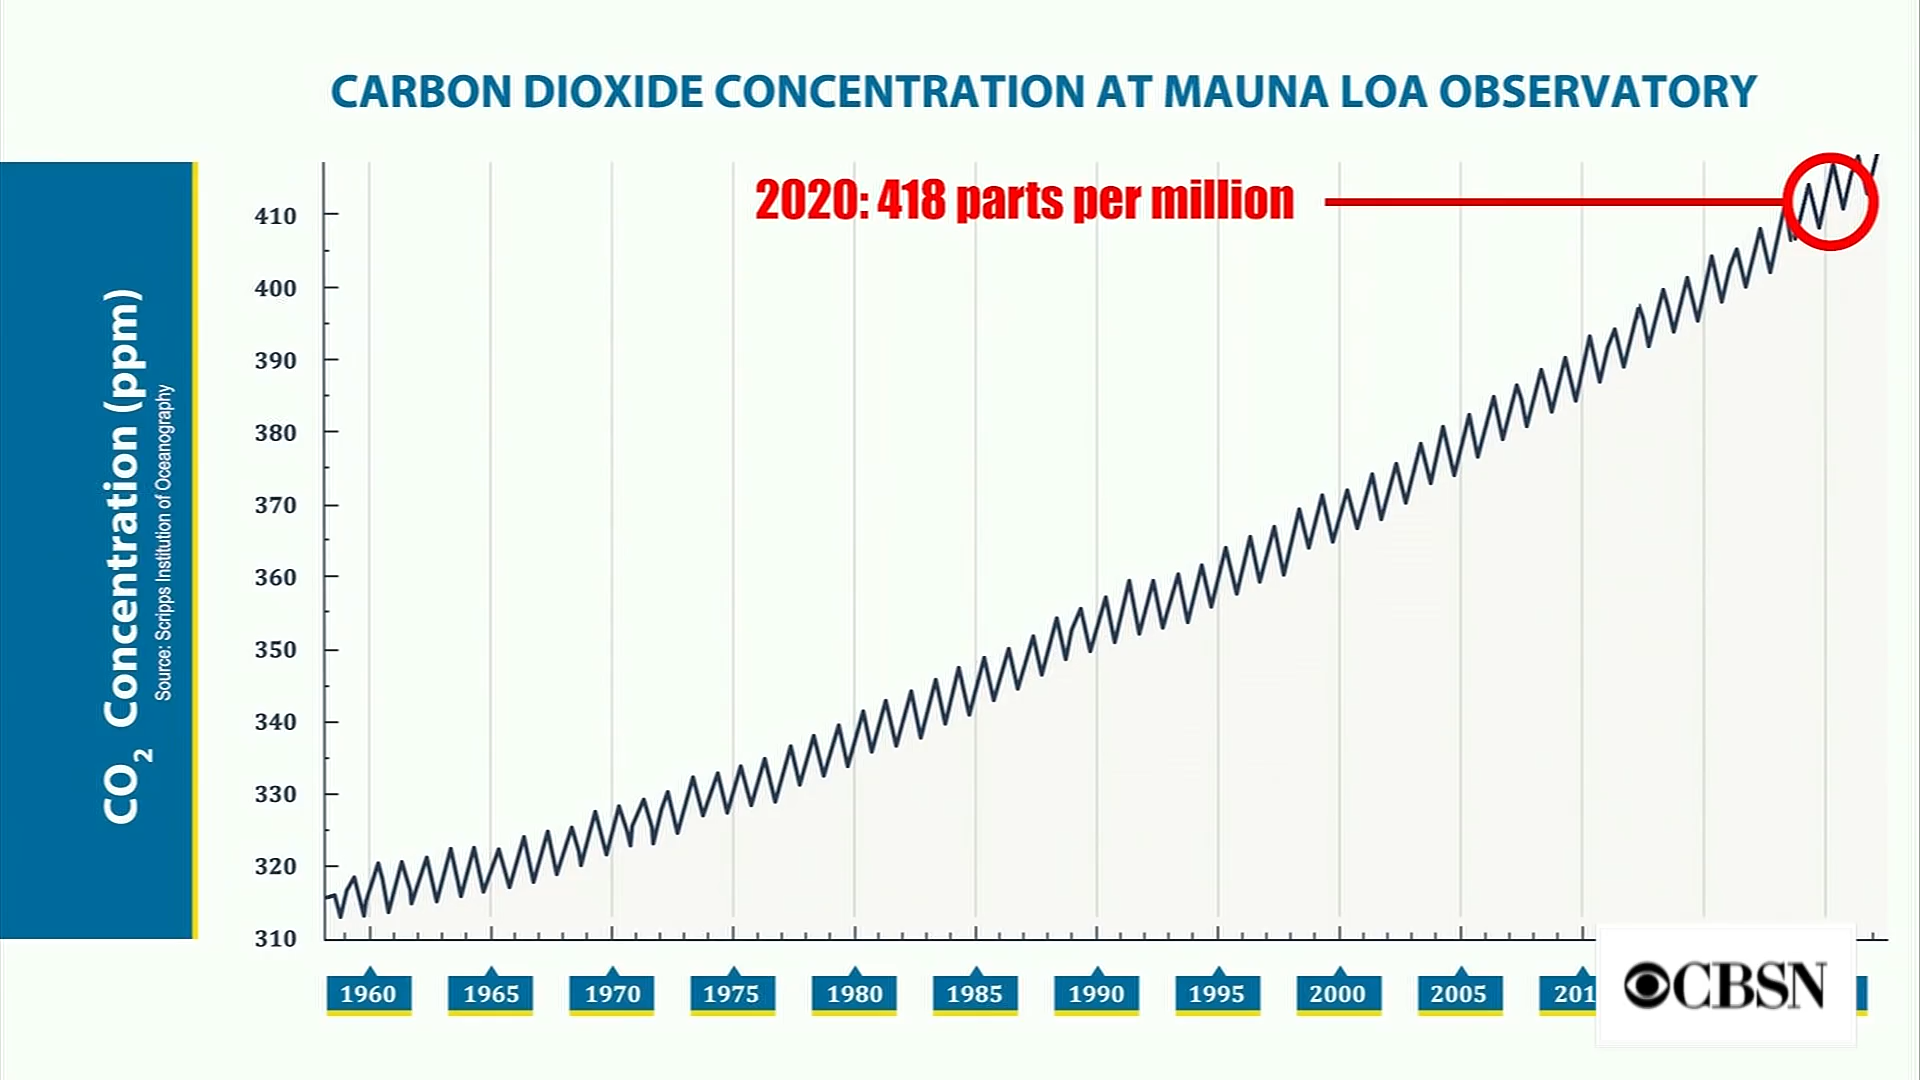 CARBON DIOXIDE CONCENTRATION AT MAUNA LOA OBSERVATORY
2020: 418 parts per million
CO₂ Concentration (ppm)
Source: Scripps Institution of Oceanography
410
400
390
380
370
360
350
340
330
320
310
1960 1965 1970 1975 1980 1985 1990 1995 2000 2005 201
CBSN